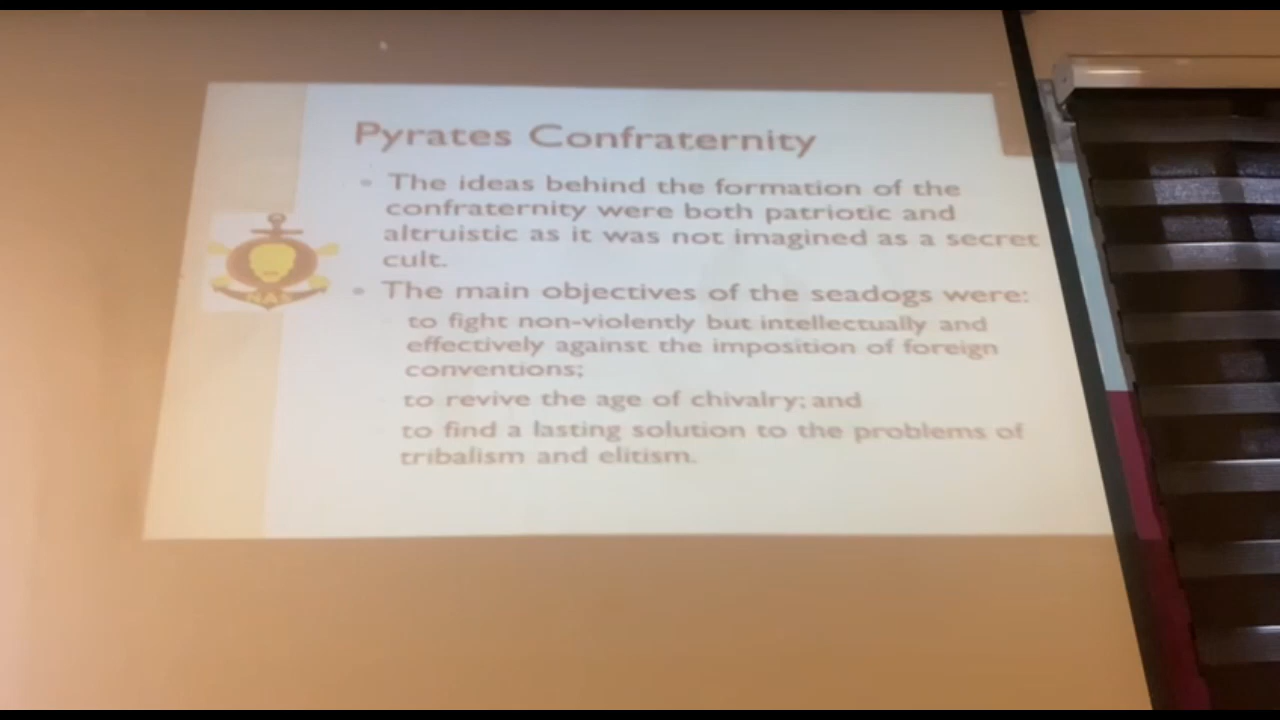 Pyrates Confraternity
The ideas behind the formation of the
confraternity were both patriotic and
altruistic as it was not imagined as a secret
cult.
The main objectives of the seadogs were:
to fight non-violently but intellectually and
effectively against the imposition of foreign
conventions;
to revive the age of chivalry; and
to find a lasting solution to the problems of
tribalism and elitism.
NAS